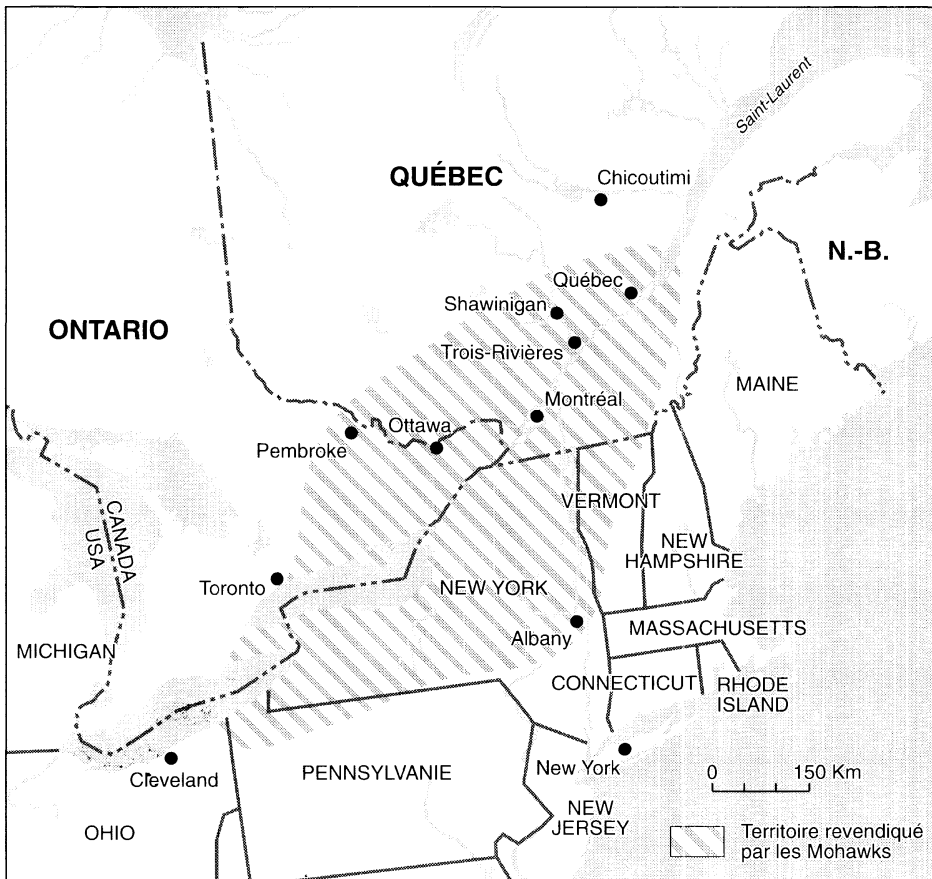 Saint-Laurent
QUÉBEC
Chicoutimi
N.-B.
Québec
Shawinigan
ONTARIO
Trois-Rivières
MAINE
Montréal
Ottawa
Pembroke
VERMONT
CANADA
USA
NEW
HAMPSHIRE
Toronto
NEW YORK
Albany
MASSACHUSETTS
MICHIGAN
CONNECTICUT
RHODE
ISLAND
New York
PENNSYLVANIE
Cleveland
0 150 Km
NEW
JERSEY
OHIO
Territoire revendiqué
par les Mohawks